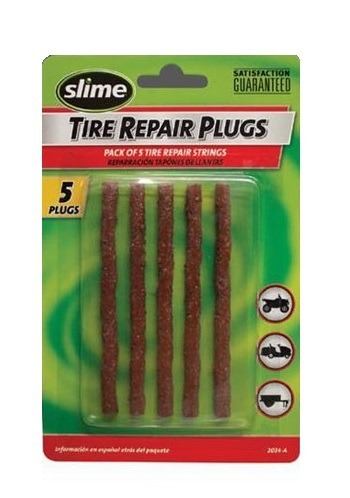 slime
SATISFACTION
GUARANTEED
TIRE REPAIR PLUGS
PACK OF 5 TIRE REPAIR STRINGS
REPARRACIÓN TAPONES DE LLANTAS
5
PLUGS
Información en español atrás del paquete
2034-A